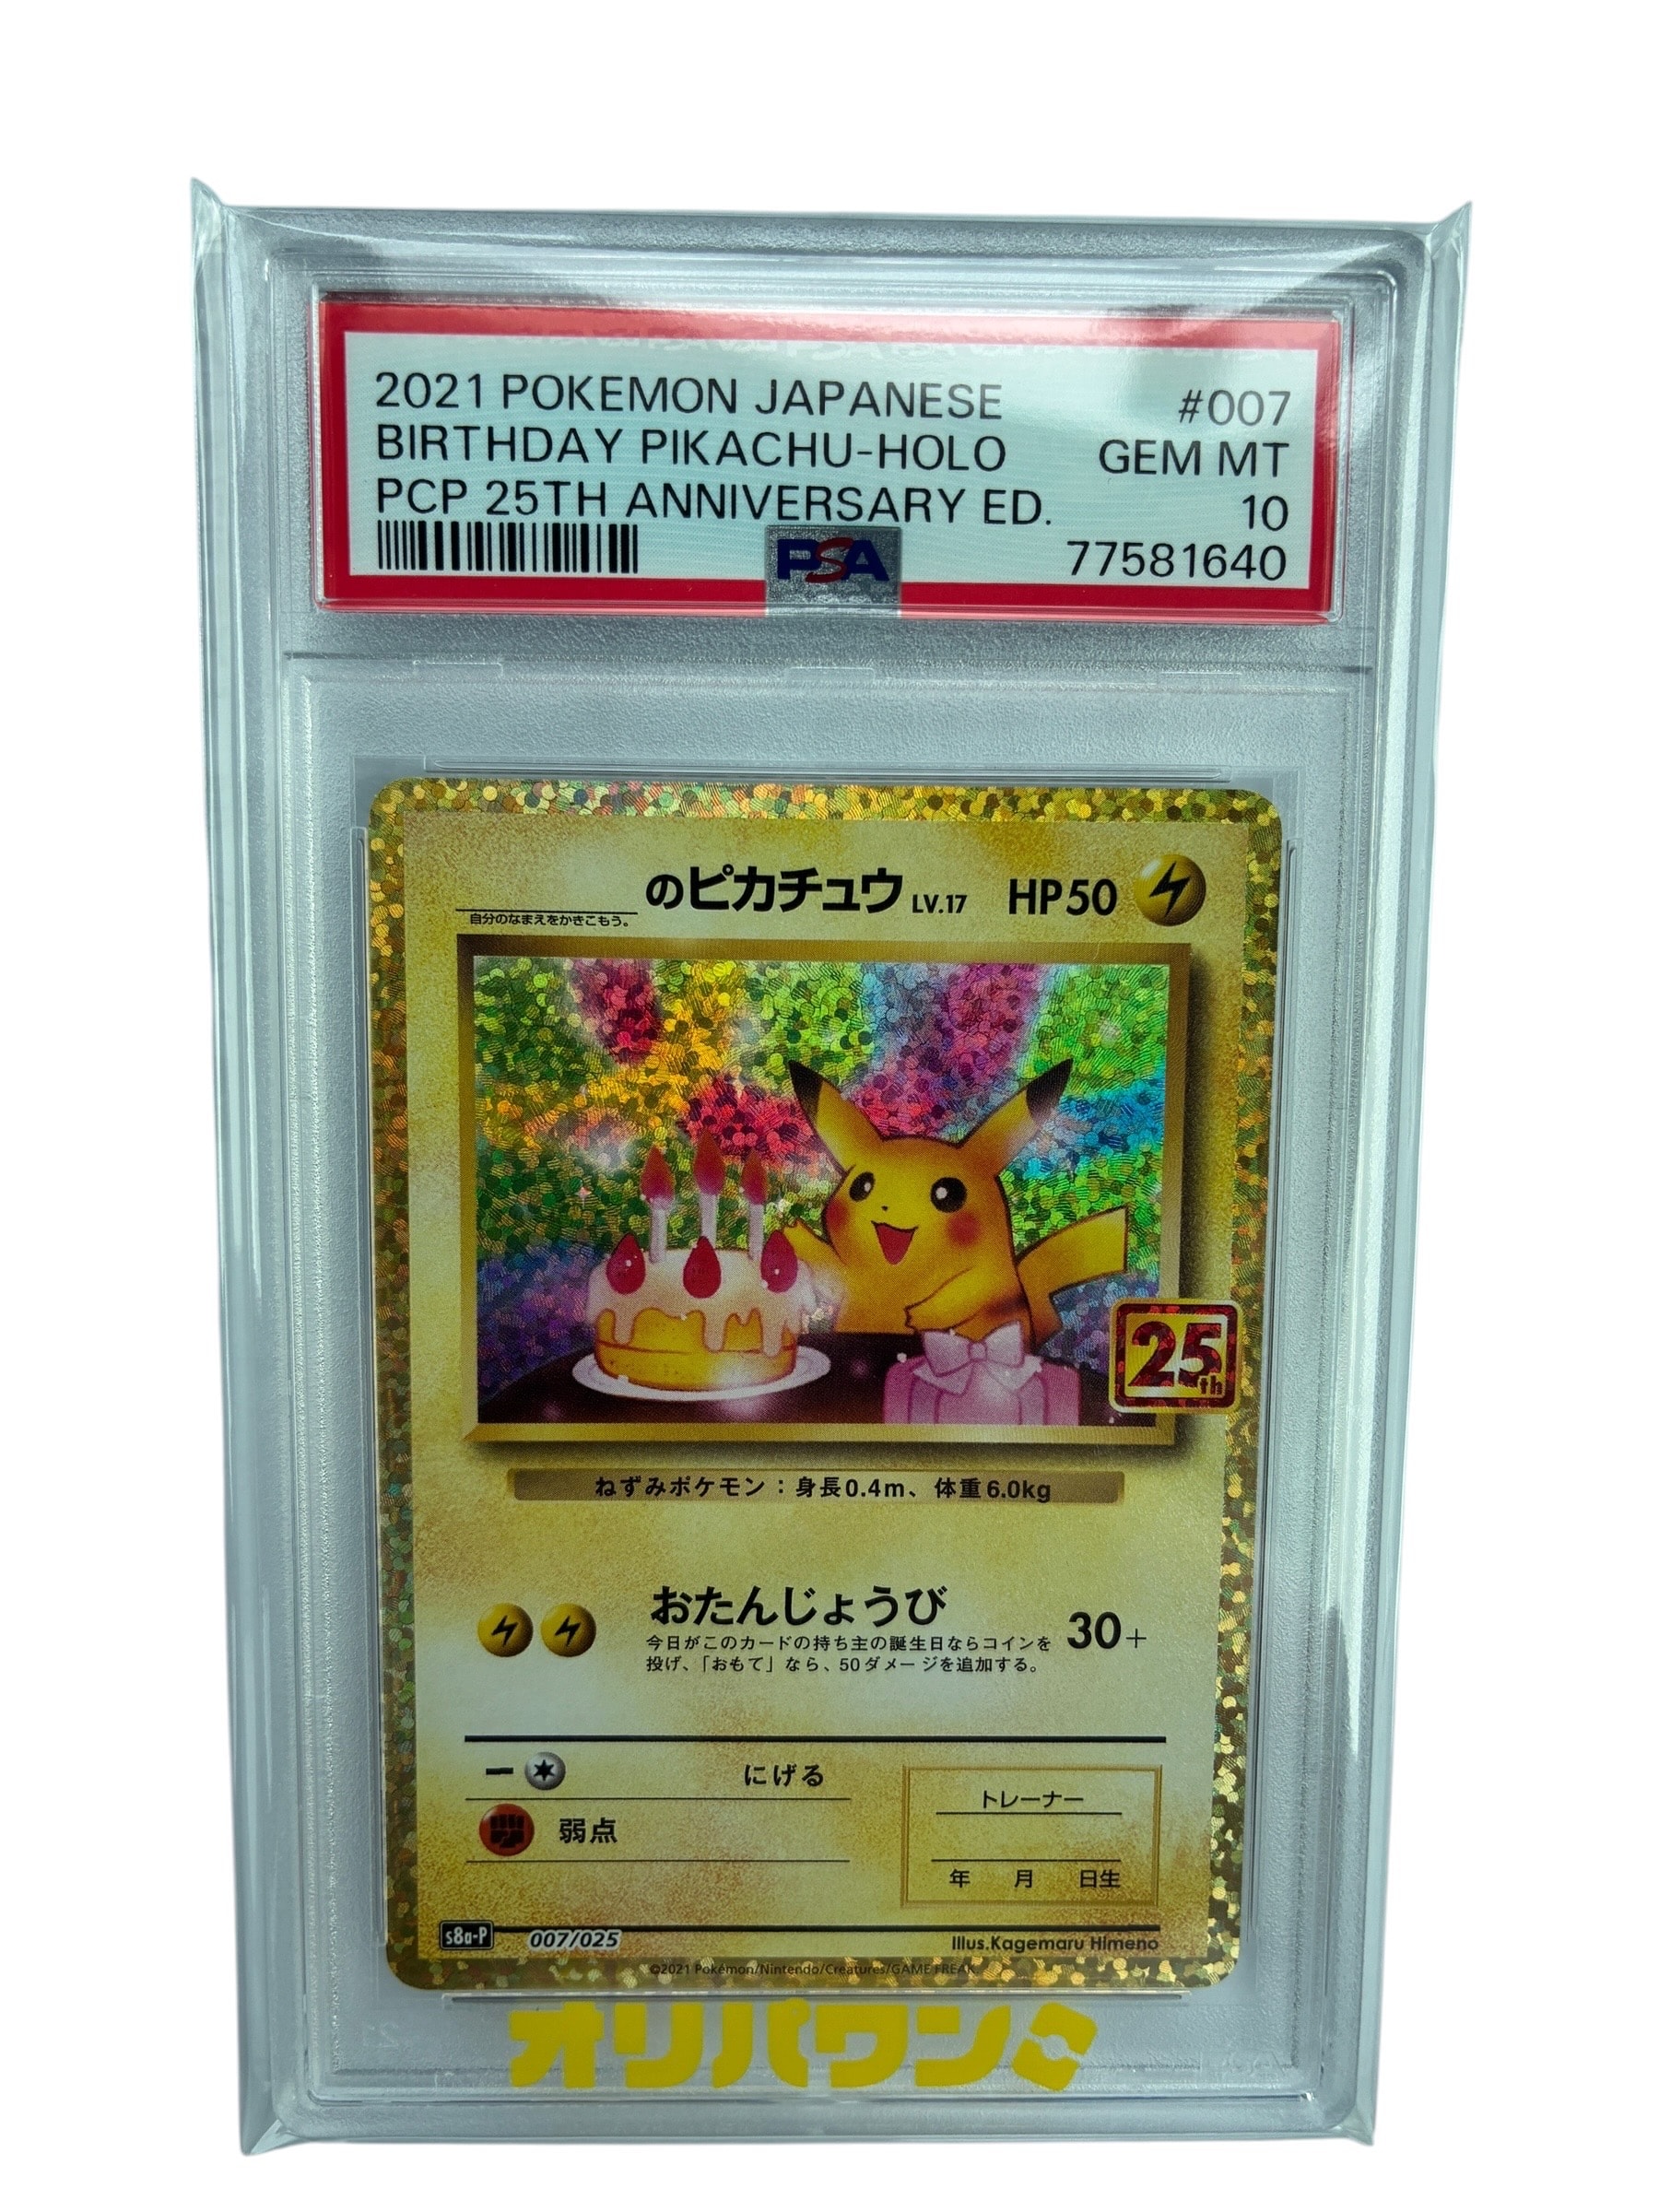 2021 POKEMON JAPANESE #007
BIRTHDAY PIKACHU-HOLO GEM MT
PCP 25TH ANNIVERSARY ED. 10
PSA 77581640
のピカチュウ LV.17 HP50
自分のなまえをかきこもう。
25th
ねずみポケモン：身長0.4m、体重6.0kg
おたんじょうび 30+
今日がこのカードの持ち主の誕生日ならコインを
投げ、「おもて」なら、50ダメージを追加する。
ー にげる
弱点
トレーナー
年 月 日生
s8a-P 007/025 Illus.Kagemaru Himeno
©2021 Pokémon/Nintendo/Creatures/GAME FREAK.
オリパワン